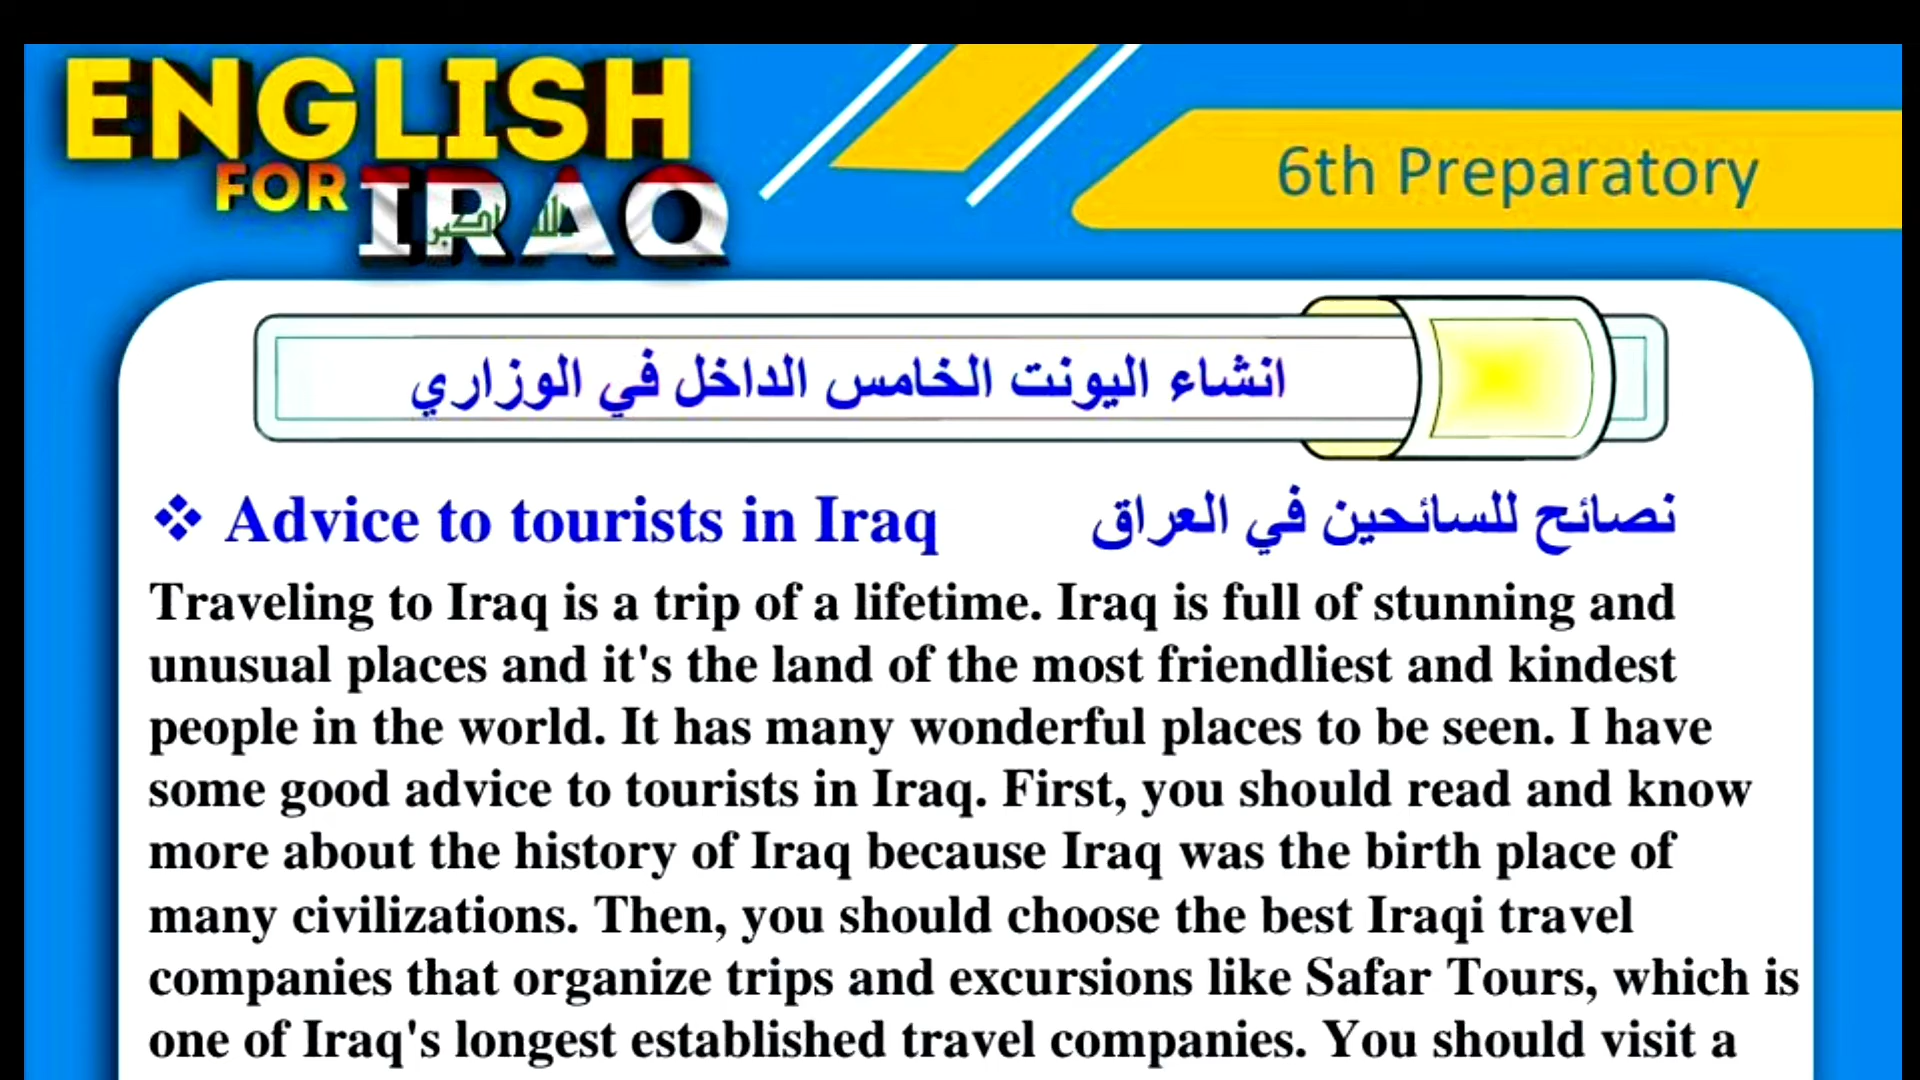 ENGLISH
FOR IRAQ
الله اكبر
6th Preparatory
انشاء اليونت الخامس الداخل في الوزاري
❖ Advice to tourists in Iraq نصائح للسائحين في العراق
Traveling to Iraq is a trip of a lifetime. Iraq is full of stunning and
unusual places and it's the land of the most friendliest and kindest
people in the world. It has many wonderful places to be seen. I have
some good advice to tourists in Iraq. First, you should read and know
more about the history of Iraq because Iraq was the birth place of
many civilizations. Then, you should choose the best Iraqi travel
companies that organize trips and excursions like Safar Tours, which is
one of Iraq's longest established travel companies. You should visit a